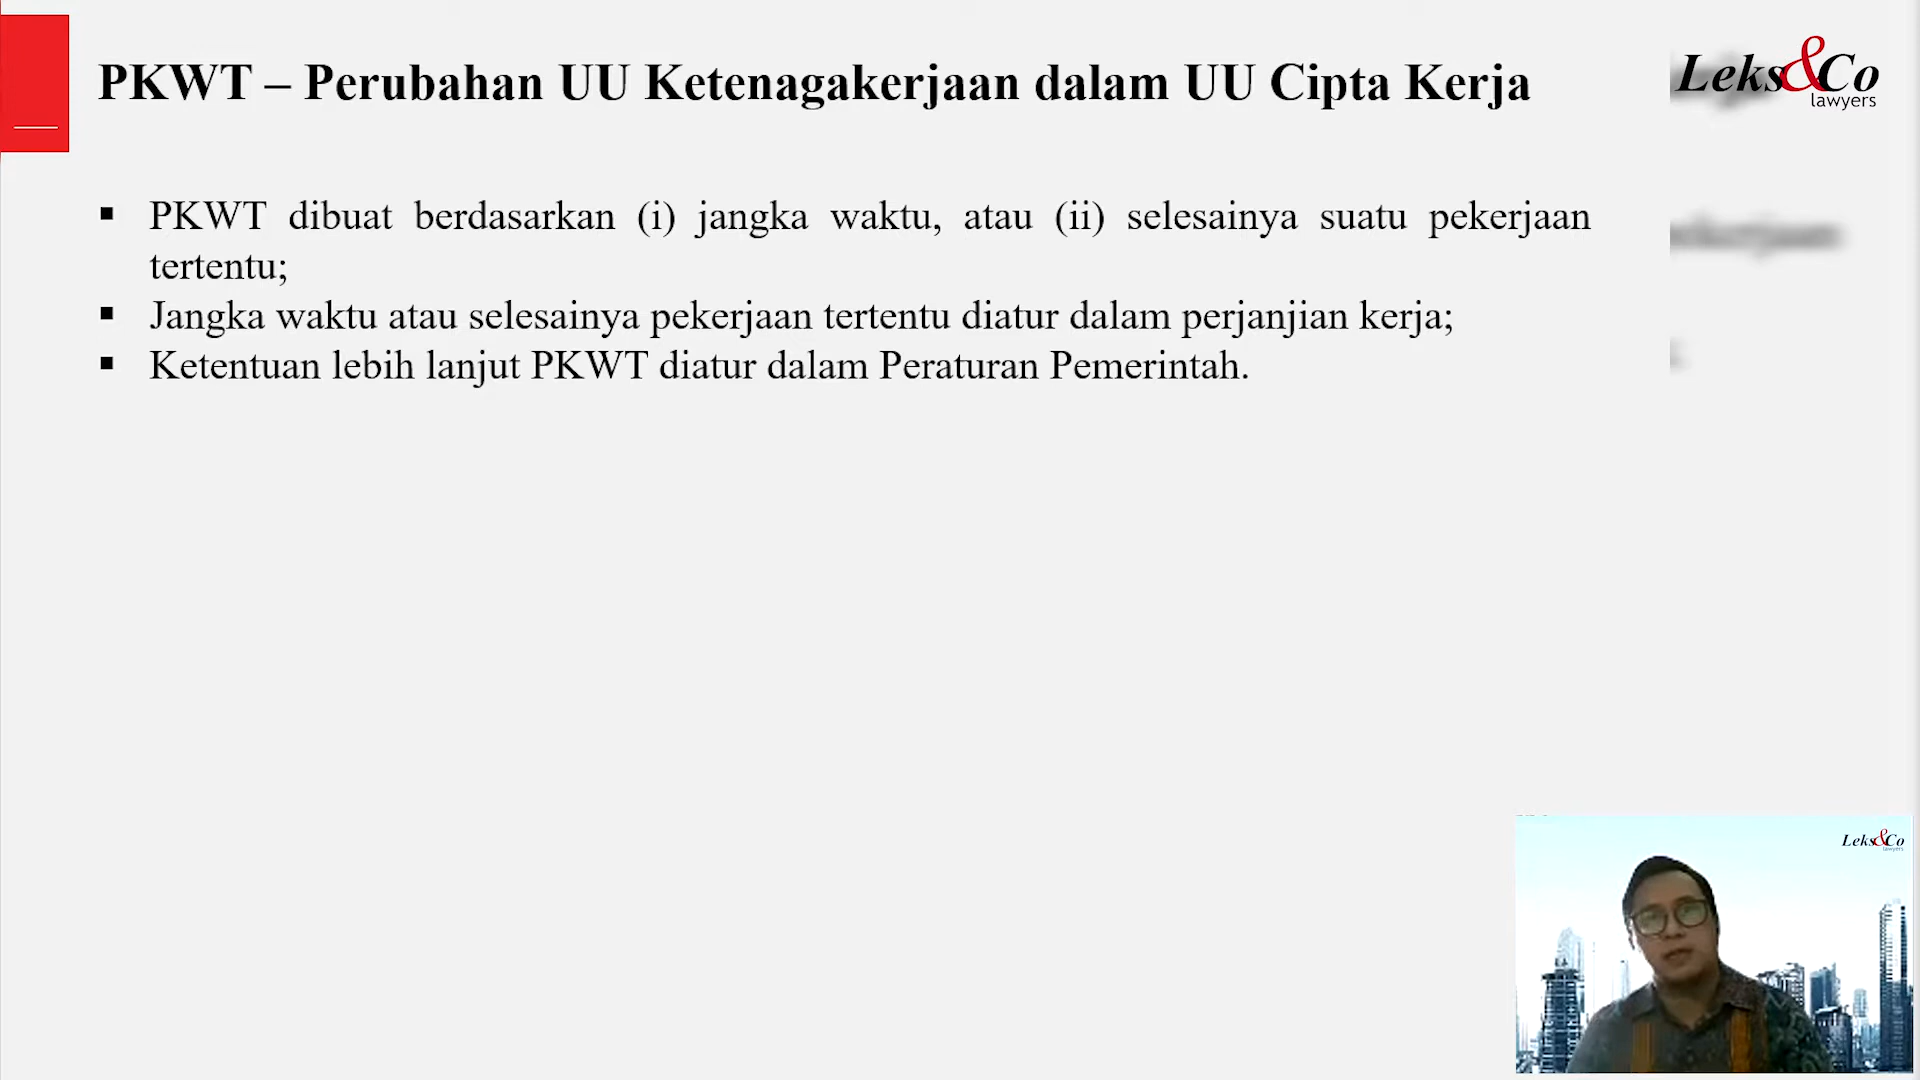 PKWT – Perubahan UU Ketenagakerjaan dalam UU Cipta Kerja
Leks&Co
lawyers
▪ PKWT dibuat berdasarkan (i) jangka waktu, atau (ii) selesainya suatu pekerjaan
tertentu;
▪ Jangka waktu atau selesainya pekerjaan tertentu diatur dalam perjanjian kerja;
▪ Ketentuan lebih lanjut PKWT diatur dalam Peraturan Pemerintah.
Leks&Co
lawyers